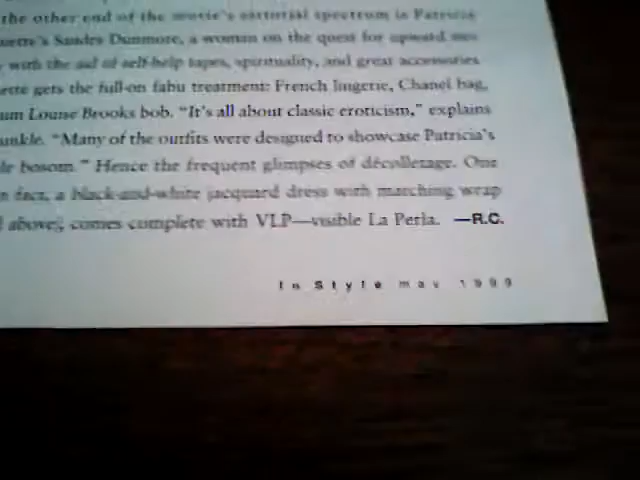 the other end of the movie's sartorial spectrum is Patricia
uette's Sandra Dunmore, a woman on the quest for upward mo
with the aid of self-help tapes, spirituality, and great accessories
ette gets the full-on fabu treatment: French lingerie, Chanel bag,
um Louise Brooks bob. "It's all about classic eroticism," explains
unkle. "Many of the outfits were designed to showcase Patricia's
le bosom." Hence the frequent glimpses of décolletage. One
n fact, a black-and-white jacquard dress with matching wrap
above, comes complete with VLP—visible La Perla. —R.C.
In Style may 1999